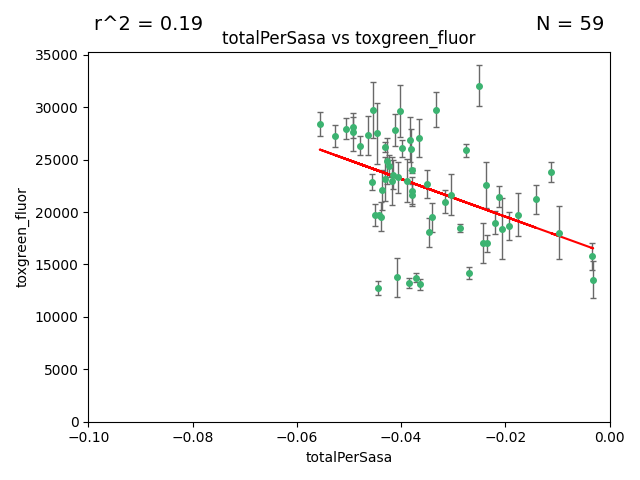 r^2 = 0.19
N = 59
totalPerSasa vs toxgreen_fluor
35000
30000
25000
20000
15000
10000
5000
0
toxgreen_fluor
−0.10
−0.08
−0.06
−0.04
−0.02
0.00
totalPerSasa